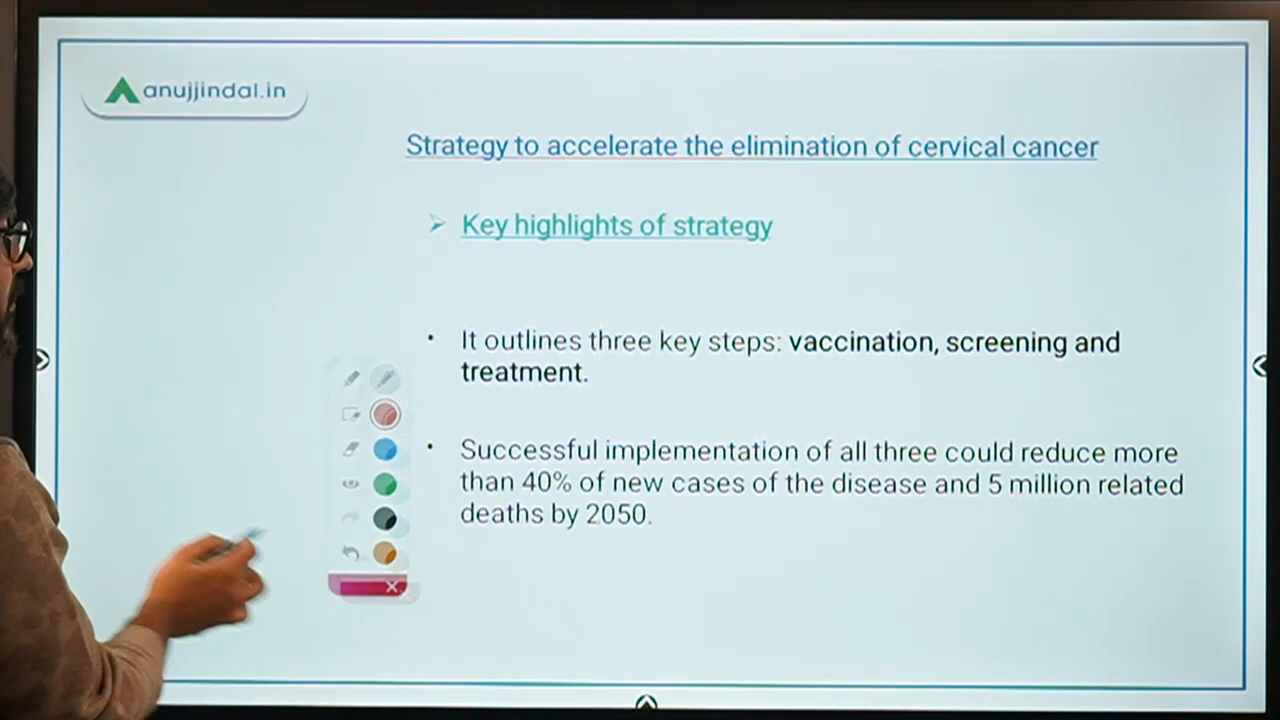 anujjindal.in
Strategy to accelerate the elimination of cervical cancer
Key highlights of strategy
It outlines three key steps: vaccination, screening and
treatment.
Successful implementation of all three could reduce more
than 40% of new cases of the disease and 5 million related
deaths by 2050.